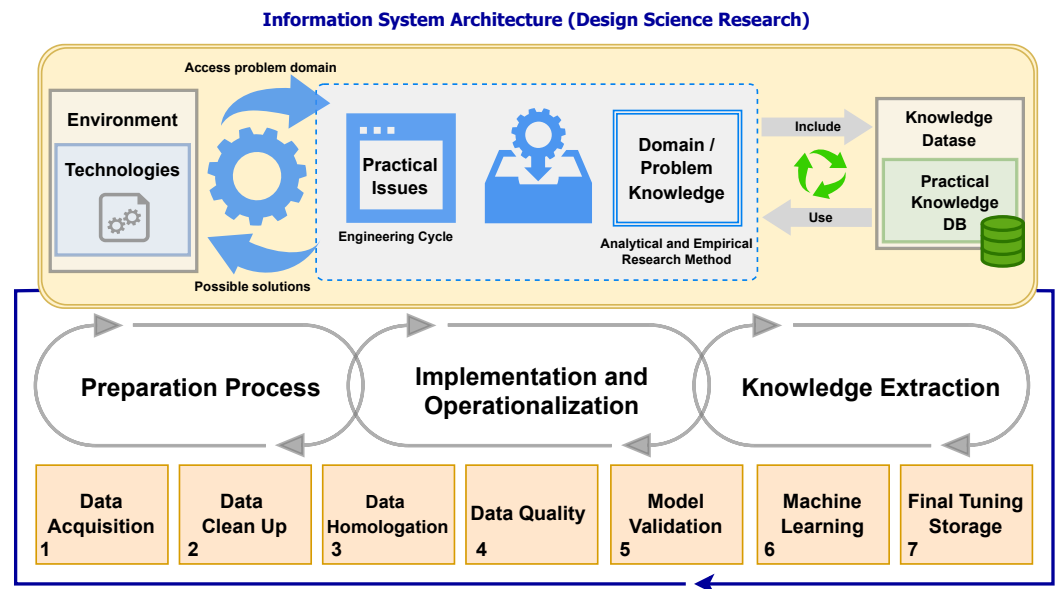 Information System Architecture (Design Science Research)
Access problem domain
Environment
Technologies
Possible solutions
Practical
Issues
Engineering Cycle
Domain /
Problem
Knowledge
Analytical and Empirical
Research Method
Include
Use
Knowledge
Datase
Practical
Knowledge
DB
Preparation Process
Implementation and
Operationalization
Knowledge Extraction
Data
Acquisition
1
Data
Clean Up
2
Data
Homologation
3
Data Quality
4
Model
Validation
5
Machine
Learning
6
Final Tuning
Storage
7